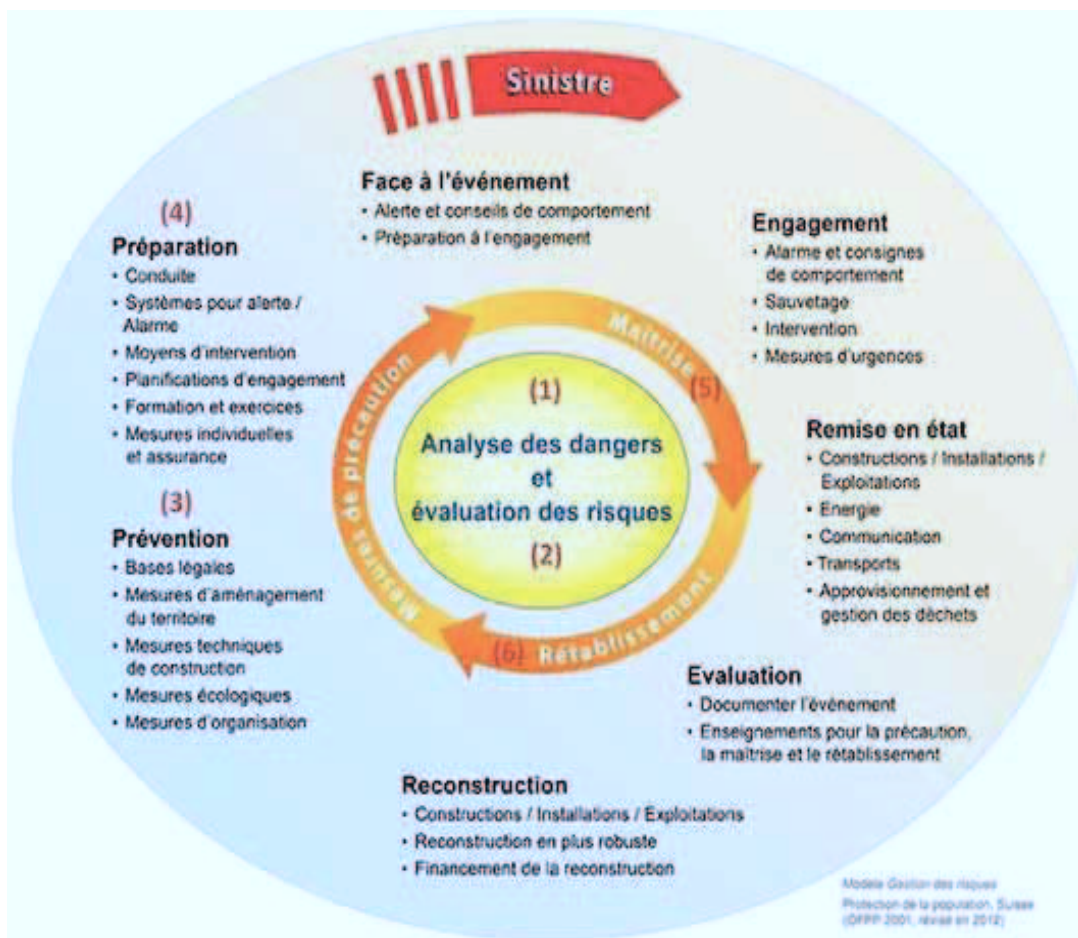 Sinistre
Face à l'événement
• Alerte et conseils de comportement
• Préparation à l'engagement
(4)
Préparation
• Conduite
• Systèmes pour alerte /
Alarme
• Moyens d'intervention
• Planifications d'engagement
• Formation et exercices
• Mesures individuelles
et assurance
(3)
Prévention
• Bases légales
• Mesures d'aménagement
du territoire
• Mesures techniques
de construction
• Mesures écologiques
• Mesures d'organisation
Engagement
• Alarme et consignes
de comportement
• Sauvetage
• Intervention
• Mesures d'urgences
Remise en état
• Constructions / Installations /
Exploitations
• Energie
• Communication
• Transports
• Approvisionnement et
gestion des déchets
Evaluation
• Documenter l'événement
• Enseignements pour la précaution,
la maîtrise et le rétablissement
Reconstruction
• Constructions / Installations / Exploitations
• Reconstruction en plus robuste
• Financement de la reconstruction
Maîtrise (5)
(6) Rétablissement
Mesures de précaution
(1)
Analyse des dangers
et
évaluation des risques
(2)
Modèle Gestion des risques
Protection de la population, Suisse
(OFPP 2001, révisé en 2012)